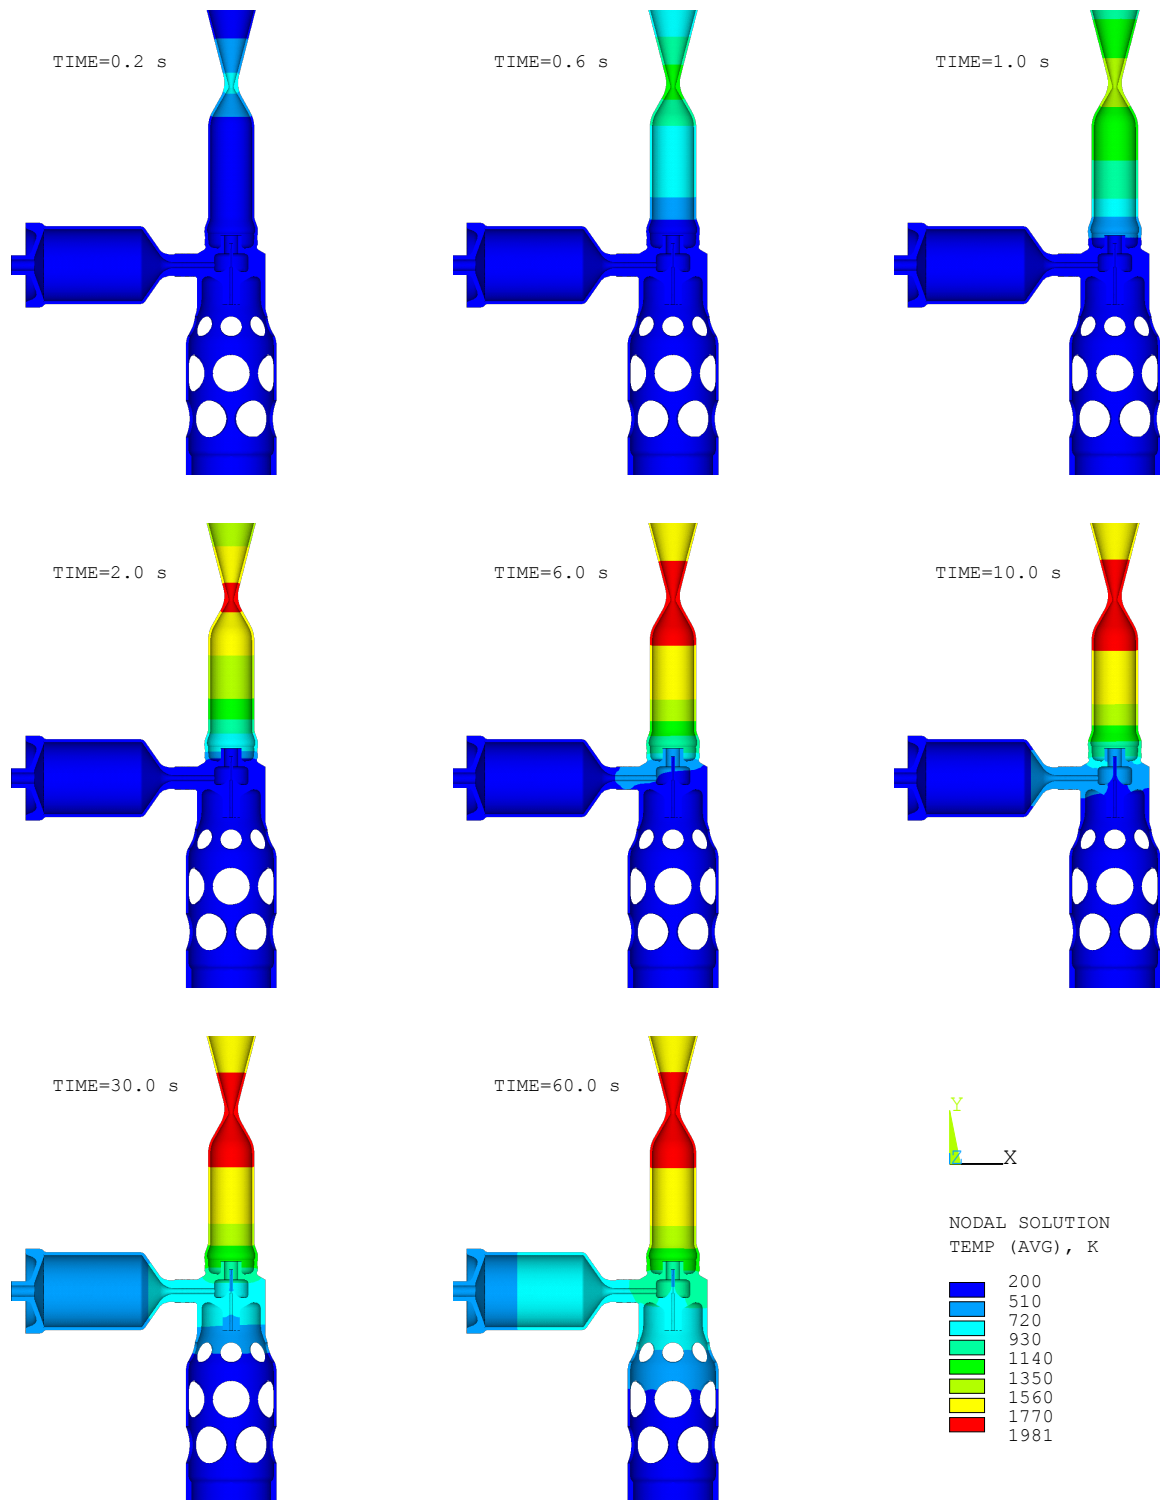 TIME=0.2 s
TIME=0.6 s
TIME=1.0 s
TIME=2.0 s
TIME=6.0 s
TIME=10.0 s
TIME=30.0 s
TIME=60.0 s
Y
Z
X
NODAL SOLUTION
TEMP (AVG), K
200
510
720
930
1140
1350
1560
1770
1981